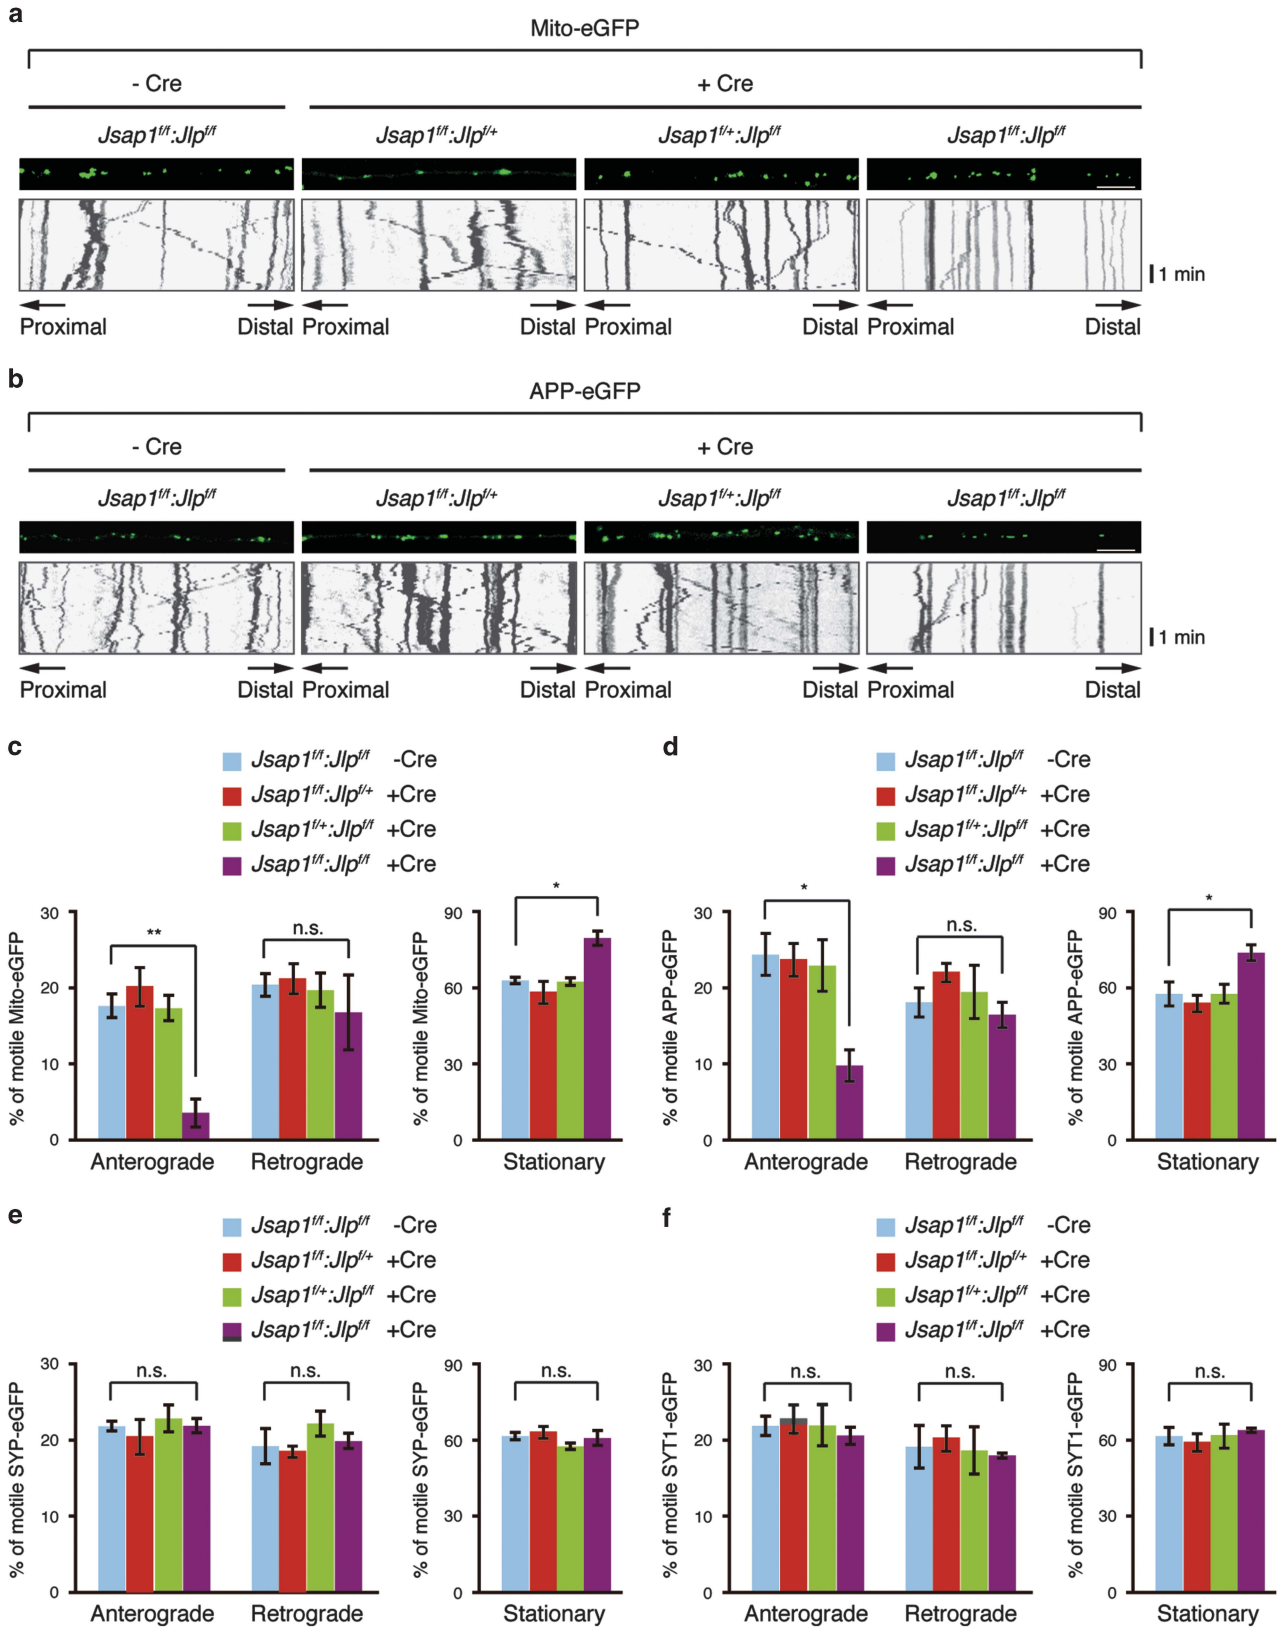 a
Mito-eGFP
- Cre + Cre
Jsap1f/f:Jlpf/f Jsap1f/f:Jlpf/+ Jsap1f/+:Jlpf/f Jsap1f/f:Jlpf/f
1 min
Proximal Distal Proximal Distal Proximal Distal Proximal Distal
b
APP-eGFP
- Cre + Cre
Jsap1f/f:Jlpf/f Jsap1f/f:Jlpf/+ Jsap1f/+:Jlpf/f Jsap1f/f:Jlpf/f
1 min
Proximal Distal Proximal Distal Proximal Distal Proximal Distal
c
Jsap1f/f:Jlpf/f -Cre
Jsap1f/f:Jlpf/+ +Cre
Jsap1f/+:Jlpf/f +Cre
Jsap1f/f:Jlpf/f +Cre
% of motile Mito-eGFP
30
20
10
0
**
n.s.
Anterograde Retrograde
% of motile Mito-eGFP
90
60
30
0
*
Stationary
d
Jsap1f/f:Jlpf/f -Cre
Jsap1f/f:Jlpf/+ +Cre
Jsap1f/+:Jlpf/f +Cre
Jsap1f/f:Jlpf/f +Cre
% of motile APP-eGFP
30
20
10
0
*
n.s.
Anterograde Retrograde
% of motile APP-eGFP
90
60
30
0
*
Stationary
e
Jsap1f/f:Jlpf/f -Cre
Jsap1f/f:Jlpf/+ +Cre
Jsap1f/+:Jlpf/f +Cre
Jsap1f/f:Jlpf/f +Cre
% of motile SYP-eGFP
30
20
10
0
n.s.
n.s.
Anterograde Retrograde
% of motile SYP-eGFP
90
60
30
0
n.s.
Stationary
f
Jsap1f/f:Jlpf/f -Cre
Jsap1f/f:Jlpf/+ +Cre
Jsap1f/+:Jlpf/f +Cre
Jsap1f/f:Jlpf/f +Cre
% of motile SYT1-eGFP
30
20
10
0
n.s.
n.s.
Anterograde Retrograde
% of motile SYT1-eGFP
90
60
30
0
n.s.
Stationary